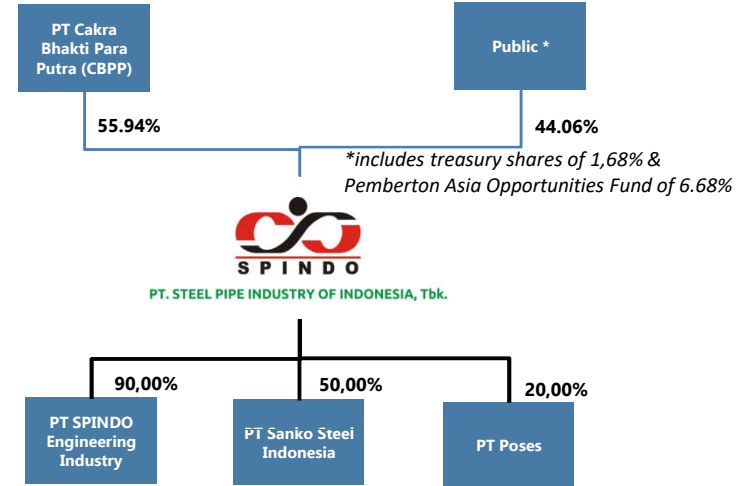 PT Cakra
Bhakti Para
Putra (CBPP)
Public *
55.94%
44.06%
*includes treasury shares of 1,68% &
Pemberton Asia Opportunities Fund of 6.68%
SPINDO
PT. STEEL PIPE INDUSTRY OF INDONESIA, Tbk.
90,00%
50,00%
20,00%
PT SPINDO
Engineering
Industry
PT Sanko Steel
Indonesia
PT Poses